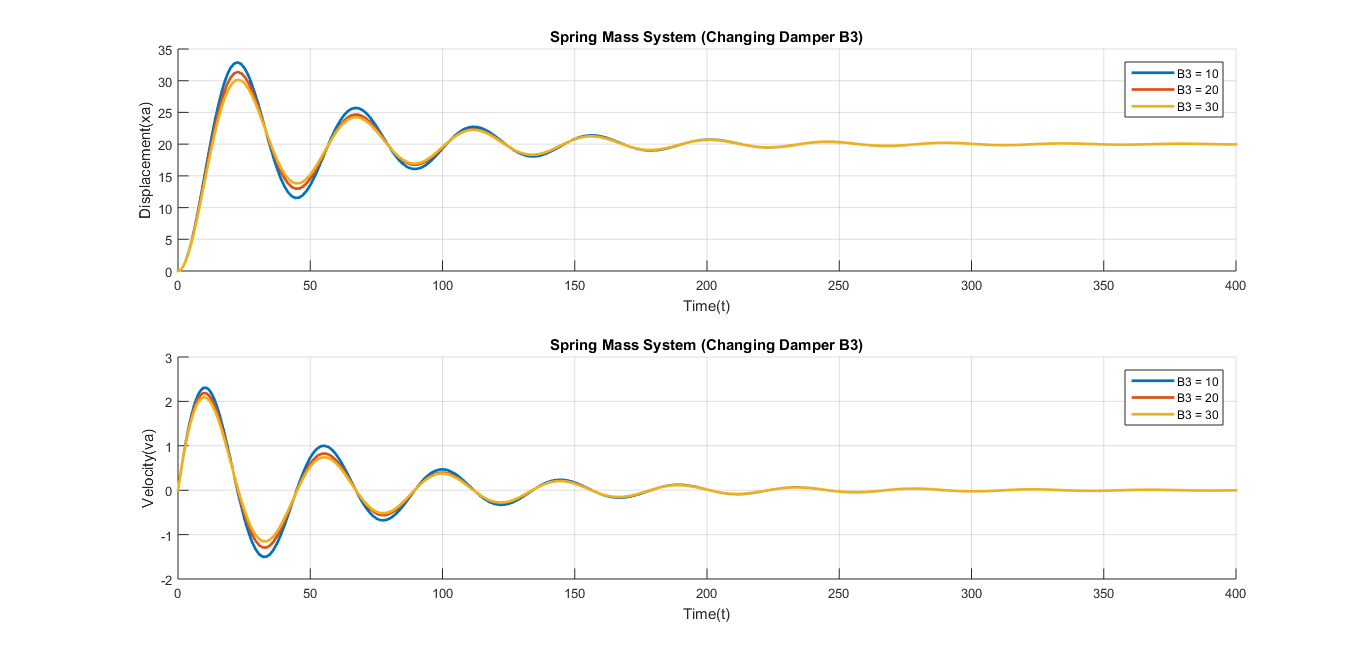 Spring Mass System (Changing Damper B3)
35
30
25
20
15
10
5
0
Displacement(xa)
B3 = 10
B3 = 20
B3 = 30
0 50 100 150 200 250 300 350 400
Time(t)
Spring Mass System (Changing Damper B3)
3
2
1
0
-1
-2
Velocity(va)
B3 = 10
B3 = 20
B3 = 30
0 50 100 150 200 250 300 350 400
Time(t)